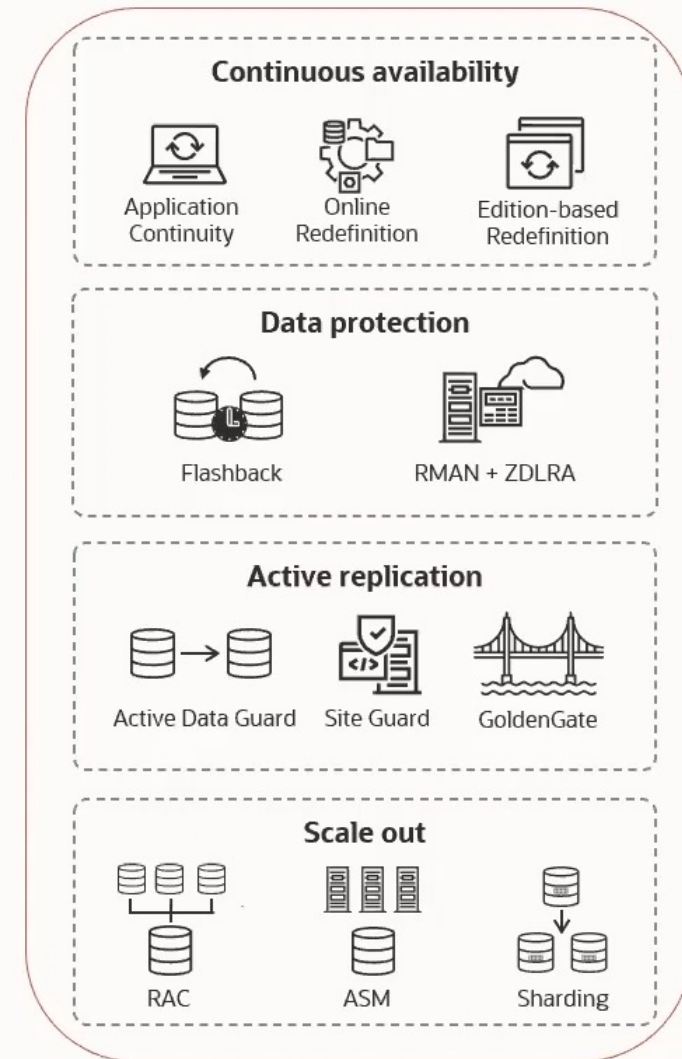 Continuous availability
Application
Continuity
Online
Redefinition
Edition-based
Redefinition
Data protection
Flashback
RMAN + ZDLRA
Active replication
Active Data Guard
Site Guard
GoldenGate
Scale out
RAC
ASM
Sharding